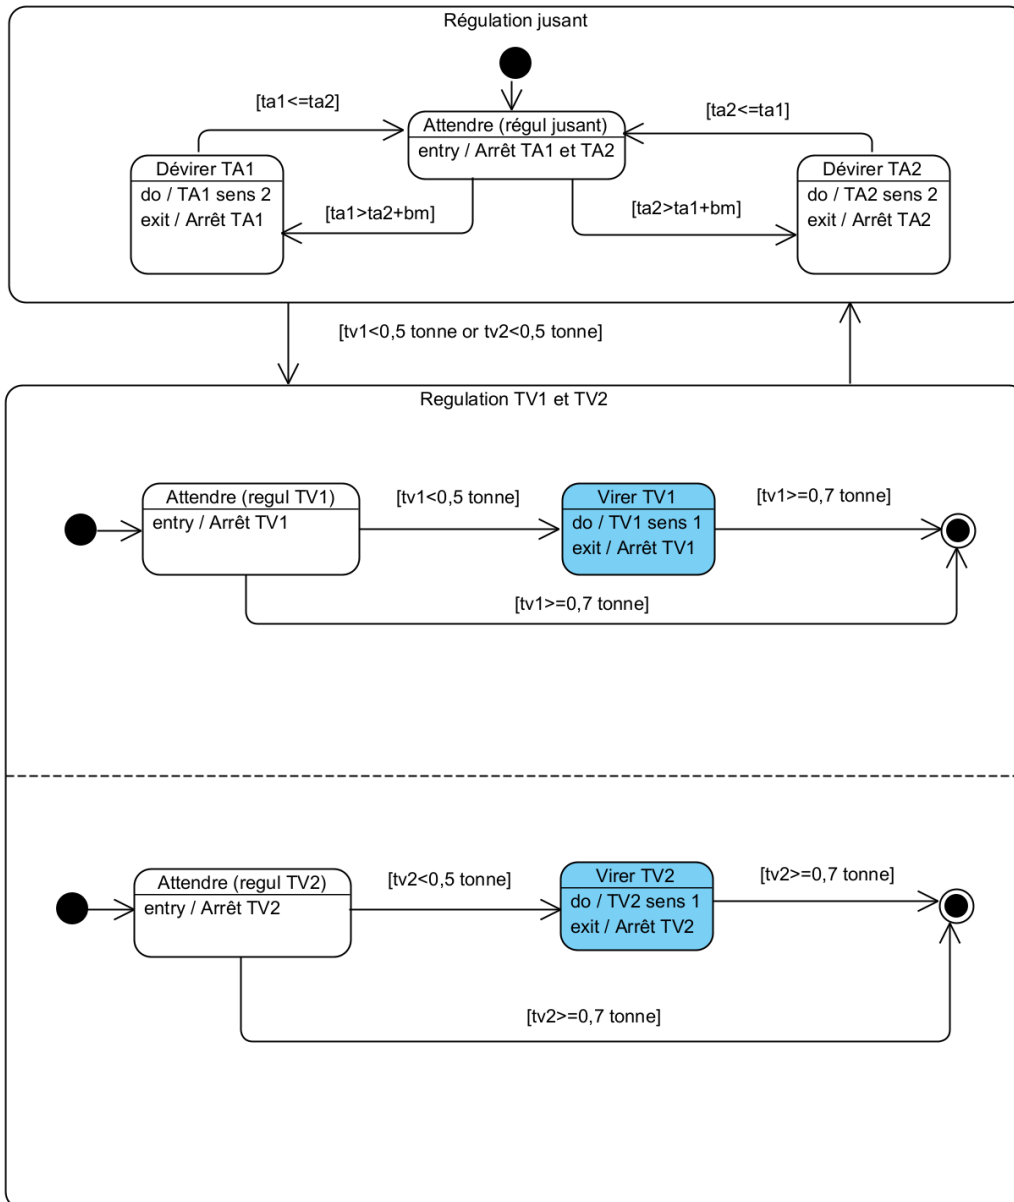 Régulation jusant
[ta1<=ta2]
[ta2<=ta1]
Attendre (régul jusant)
entry / Arrêt TA1 et TA2
Dévirer TA1
do / TA1 sens 2
exit / Arrêt TA1
Dévirer TA2
do / TA2 sens 2
exit / Arrêt TA2
[ta1>ta2+bm]
[ta2>ta1+bm]
[tv1<0,5 tonne or tv2<0,5 tonne]
Regulation TV1 et TV2
Attendre (regul TV1)
entry / Arrêt TV1
[tv1<0,5 tonne]
Virer TV1
do / TV1 sens 1
exit / Arrêt TV1
[tv1>=0,7 tonne]
[tv1>=0,7 tonne]
Attendre (regul TV2)
entry / Arrêt TV2
[tv2<0,5 tonne]
Virer TV2
do / TV2 sens 1
exit / Arrêt TV2
[tv2>=0,7 tonne]
[tv2>=0,7 tonne]